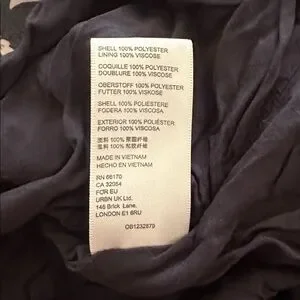 SHELL 100% POLYESTER
LINING 100% VISCOSE
COQUILLE 100% POLYESTER
DOUBLURE 100% VISCOSE
OBERSTOFF 100% POLYESTER
FUTTER 100% VISKOSE
SHELL 100% POLIESTERE
FODERA 100% VISCOSA
EXTERIOR 100% POLIÉSTER
FORRO 100% VISCOSA
面料 100% 聚酯纤维
里料 100% 粘胶纤维
MADE IN VIETNAM
HECHO EN VIETNAM
RN 66170
CA 32054
FOR EU
URBN UK Ltd.
146 Brick Lane,
LONDON E1 6RU
OB1232879